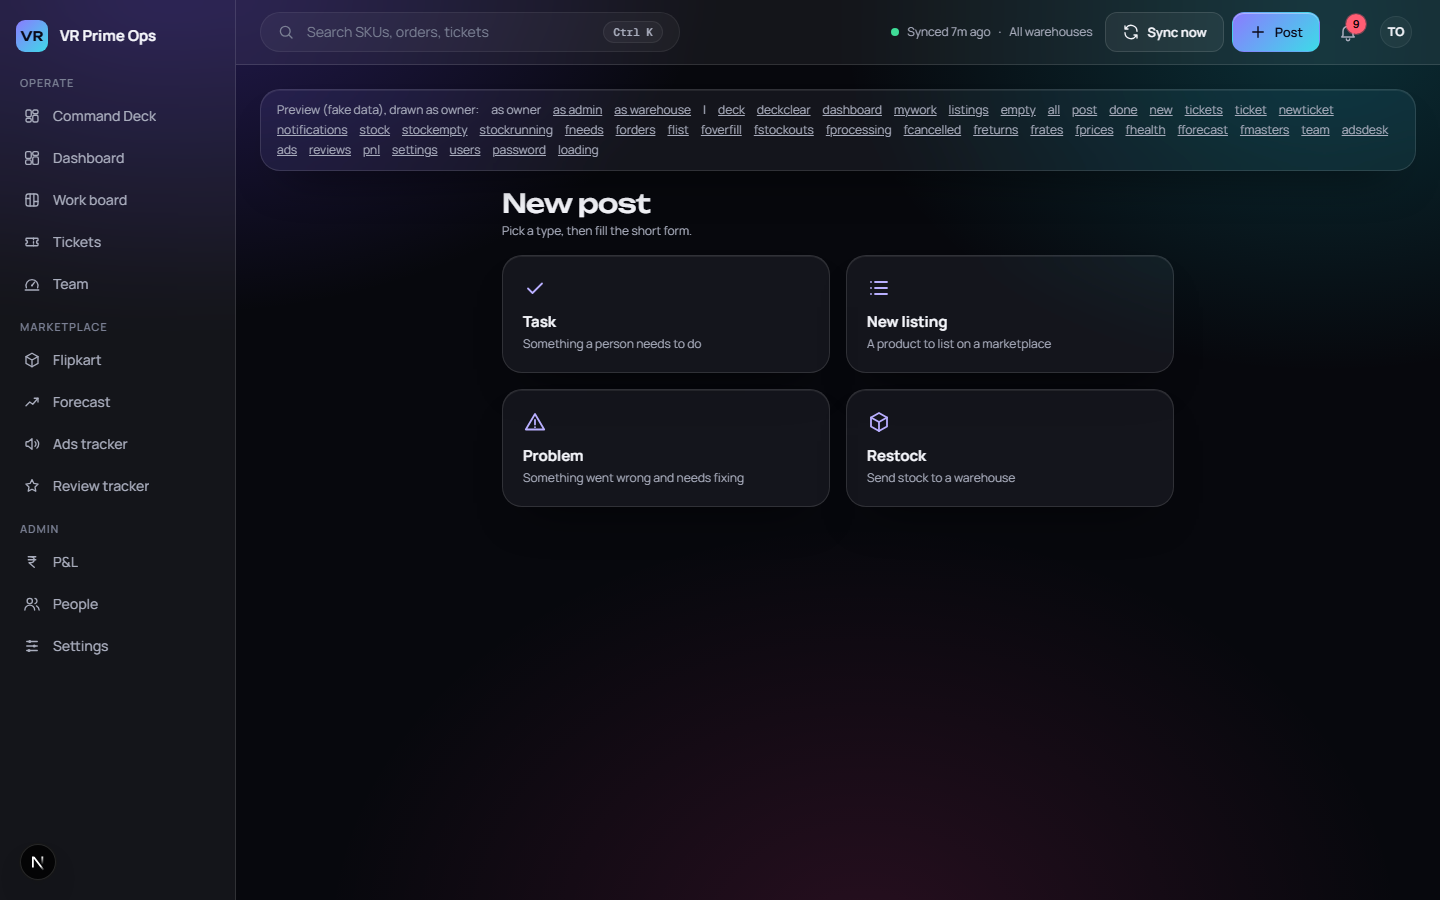 VR
VR Prime Ops
OPERATE
Command Deck
Dashboard
Work board
Tickets
Team
MARKETPLACE
Flipkart
Forecast
Ads tracker
Review tracker
ADMIN
P&L
People
Settings
N
Search SKUs, orders, tickets
Ctrl K
Synced 7m ago · All warehouses
Sync now
+ Post
9
TO
Preview (fake data), drawn as owner: as owner as admin as warehouse | deck deckclear dashboard mywork listings empty all post done new tickets ticket newticket
notifications stock stockempty stockrunning fneeds forders flist foverfill fstockouts fprocessing fcancelled freturns frates fprices fhealth fforecast fmasters team adsdesk
ads reviews pnl settings users password loading
New post
Pick a type, then fill the short form.
Task
Something a person needs to do
New listing
A product to list on a marketplace
Problem
Something went wrong and needs fixing
Restock
Send stock to a warehouse